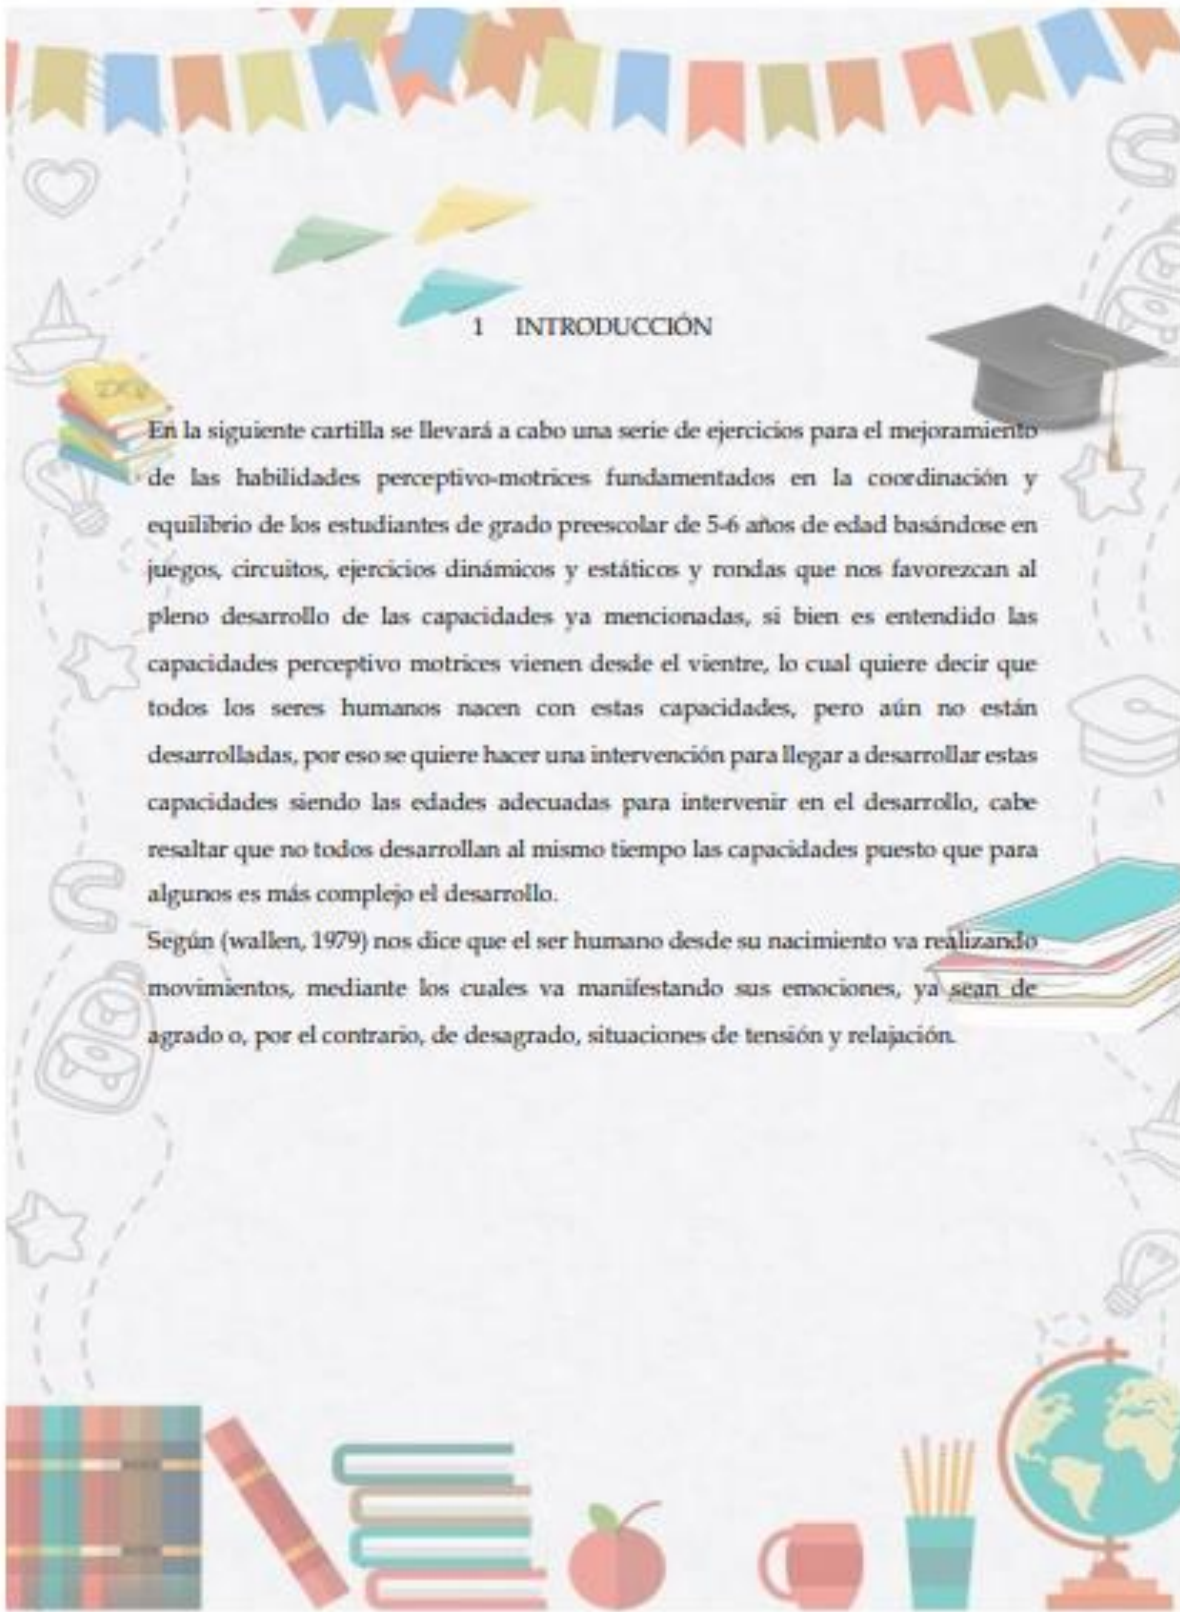 1 INTRODUCCIÓN
En la siguiente cartilla se llevará a cabo una serie de ejercicios para el mejoramiento
de las habilidades perceptivo-motrices fundamentados en la coordinación y
equilibrio de los estudiantes de grado preescolar de 5-6 años de edad basándose en
juegos, circuitos, ejercicios dinámicos y estáticos y rondas que nos favorezcan al
pleno desarrollo de las capacidades ya mencionadas, si bien es entendido las
capacidades perceptivo motrices vienen desde el vientre, lo cual quiere decir que
todos los seres humanos nacen con estas capacidades, pero aún no están
desarrolladas, por eso se quiere hacer una intervención para llegar a desarrollar estas
capacidades siendo las edades adecuadas para intervenir en el desarrollo, cabe
resaltar que no todos desarrollan al mismo tiempo las capacidades puesto que para
algunos es más complejo el desarrollo.
Según (wallen, 1979) nos dice que el ser humano desde su nacimiento va realizando
movimientos, mediante los cuales va manifestando sus emociones, ya sean de
agrado o, por el contrario, de desagrado, situaciones de tensión y relajación.